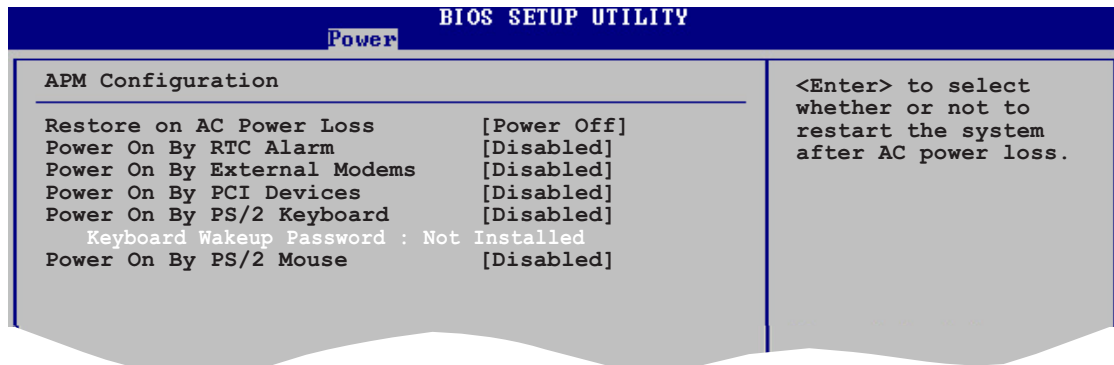 BIOS SETUP UTILITY
Power
APM Configuration
Restore on AC Power Loss [Power Off]
Power On By RTC Alarm [Disabled]
Power On By External Modems [Disabled]
Power On By PCI Devices [Disabled]
Power On By PS/2 Keyboard [Disabled]
Keyboard Wakeup Password : Not Installed
Power On By PS/2 Mouse [Disabled]
<Enter> to select
whether or not to
restart the system
after AC power loss.